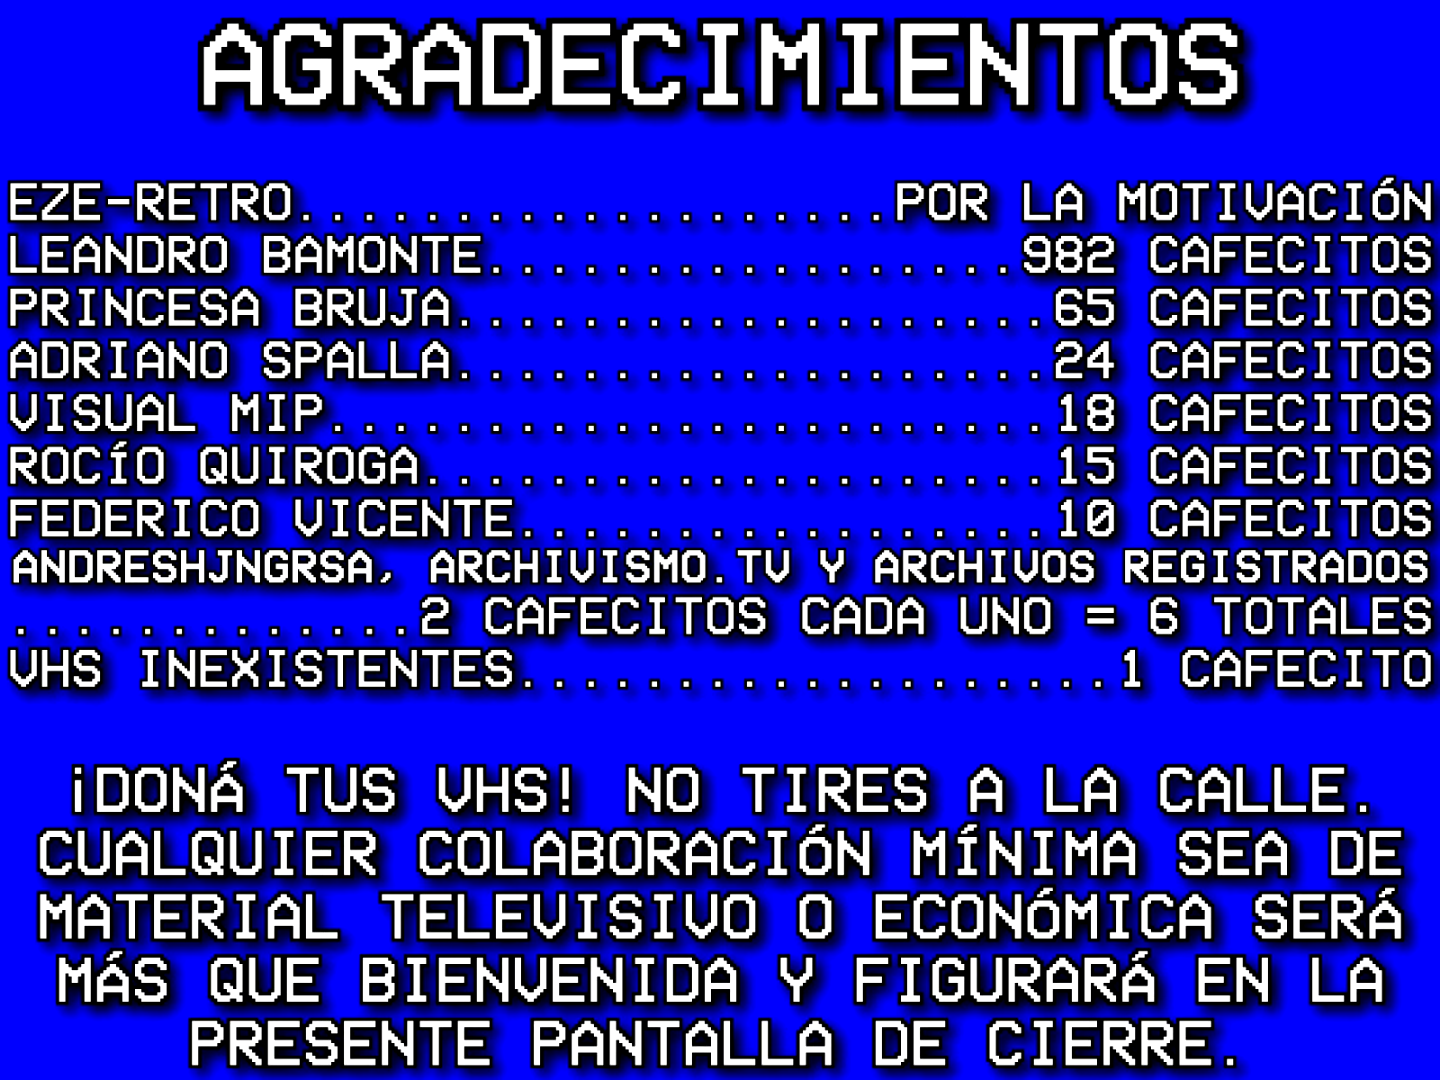 AGRADECIMIENTOS
EZE-RETRO...................POR LA MOTIVACIÓN
LEANDRO BAMONTE.................982 CAFECITOS
PRINCESA BRUJA...................65 CAFECITOS
ADRIANO SPALLA...................24 CAFECITOS
VISUAL MIP.......................18 CAFECITOS
ROCÍO QUIROGA....................15 CAFECITOS
FEDERICO VICENTE.................10 CAFECITOS
ANDRESHJNGRSA, ARCHIVISMO.TV Y ARCHIVOS REGISTRADOS
.............2 CAFECITOS CADA UNO = 6 TOTALES
VHS INEXISTENTES...................1 CAFECITO
¡DONÁ TUS VHS! NO TIRES A LA CALLE.
CUALQUIER COLABORACIÓN MÍNIMA SEA DE
MATERIAL TELEVISIVO O ECONÓMICA SERÁ
MÁS QUE BIENVENIDA Y FIGURARÁ EN LA
PRESENTE PANTALLA DE CIERRE.